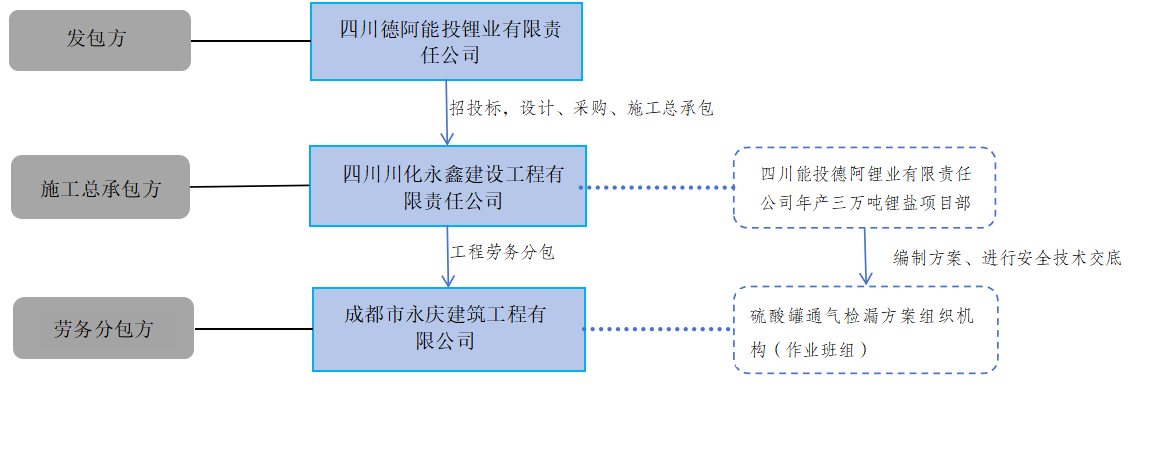 发包方
四川德阿能投锂业有限责
任公司
招投标，设计、采购、施工总承包
施工总承包方
四川川化永鑫建设工程有
限责任公司
四川能投德阿锂业有限责任
公司年产三万吨锂盐项目部
工程劳务分包
编制方案、进行安全技术交底
劳务分包方
成都市永庆建筑工程有
限公司
硫酸罐通气检漏方案组织机
构（作业班组）